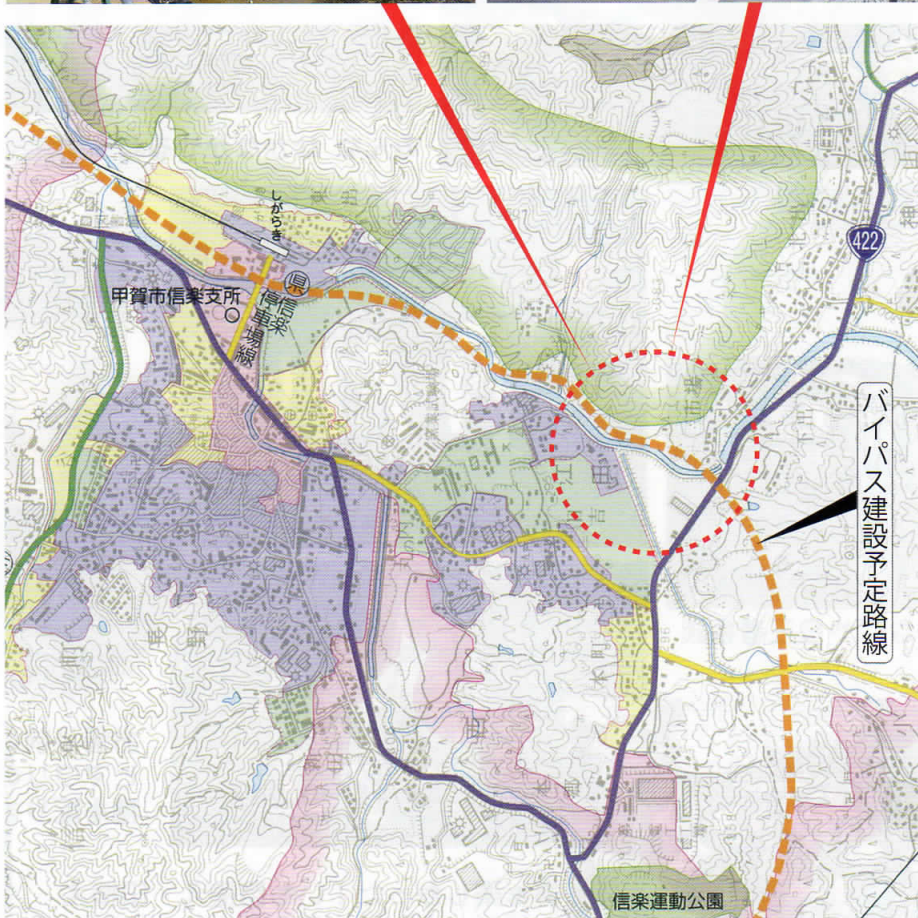 しがらき
422
県
信楽
停車場線
甲賀市信楽支所
バイパス建設予定路線
信楽運動公園